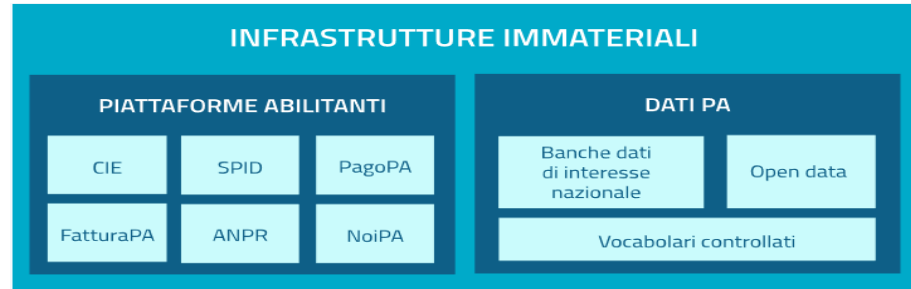 INFRASTRUTTURE IMMATERIALI
PIATTAFORME ABILITANTI
CIE
SPID
PagoPA
FatturaPA
ANPR
NoiPA
DATI PA
Banche dati
di interesse
nazionale
Open data
Vocabolari controllati